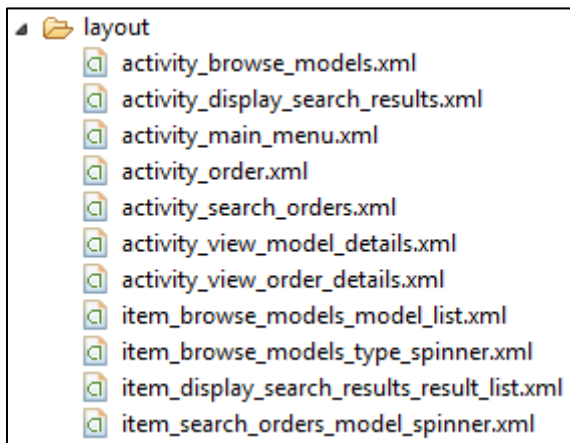 layout
activity_browse_models.xml
activity_display_search_results.xml
activity_main_menu.xml
activity_order.xml
activity_search_orders.xml
activity_view_model_details.xml
activity_view_order_details.xml
item_browse_models_model_list.xml
item_browse_models_type_spinner.xml
item_display_search_results_result_list.xml
item_search_orders_model_spinner.xml